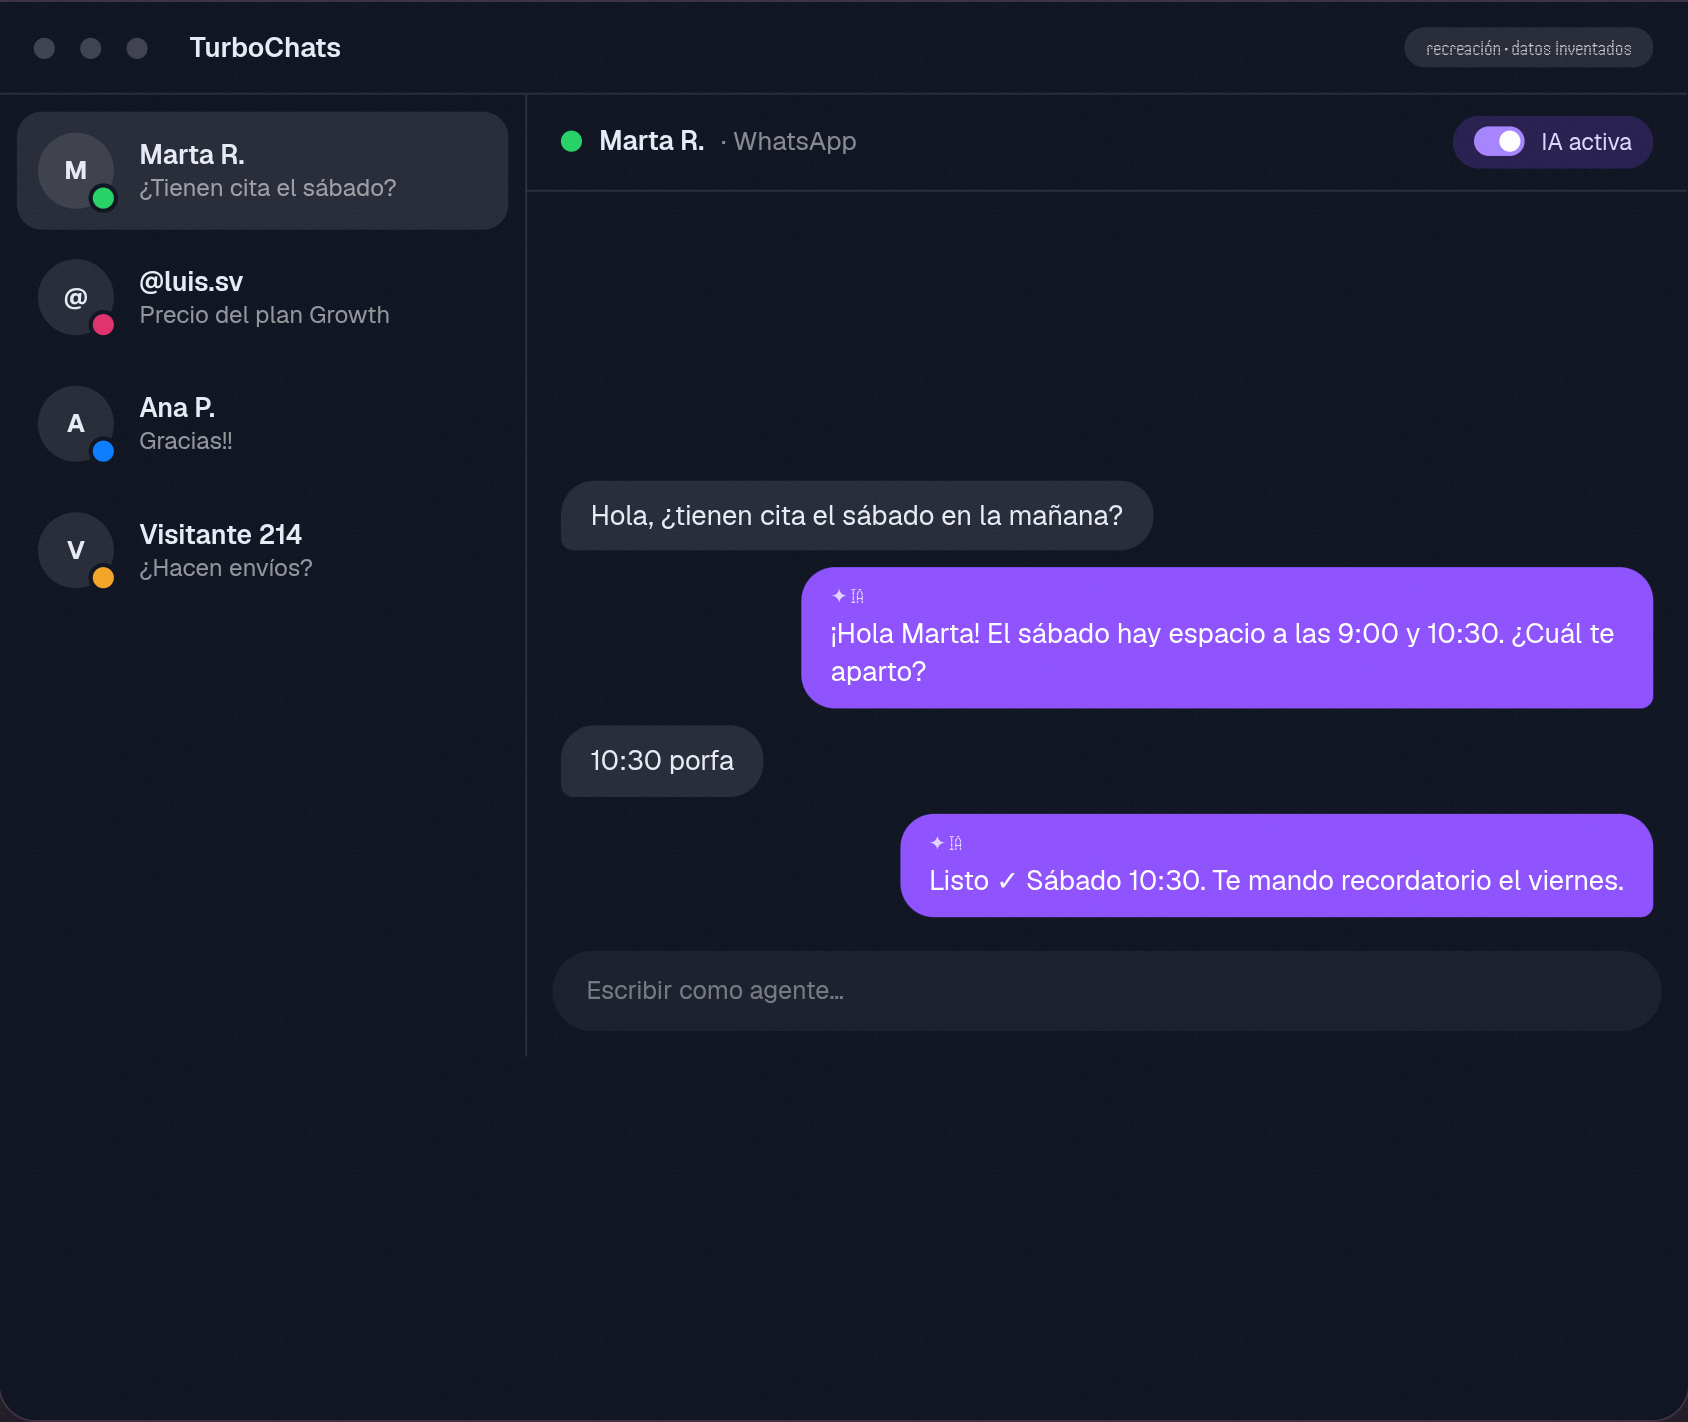 TurboChats
recreación · datos inventados
M
Marta R.
¿Tienen cita el sábado?
@
@luis.sv
Precio del plan Growth
A
Ana P.
Gracias!!
V
Visitante 214
¿Hacen envíos?
Marta R. · WhatsApp
IA activa
Hola, ¿tienen cita el sábado en la mañana?
✦ IA
¡Hola Marta! El sábado hay espacio a las 9:00 y 10:30. ¿Cuál te
aparto?
10:30 porfa
✦ IA
Listo ✓ Sábado 10:30. Te mando recordatorio el viernes.
Escribir como agente…